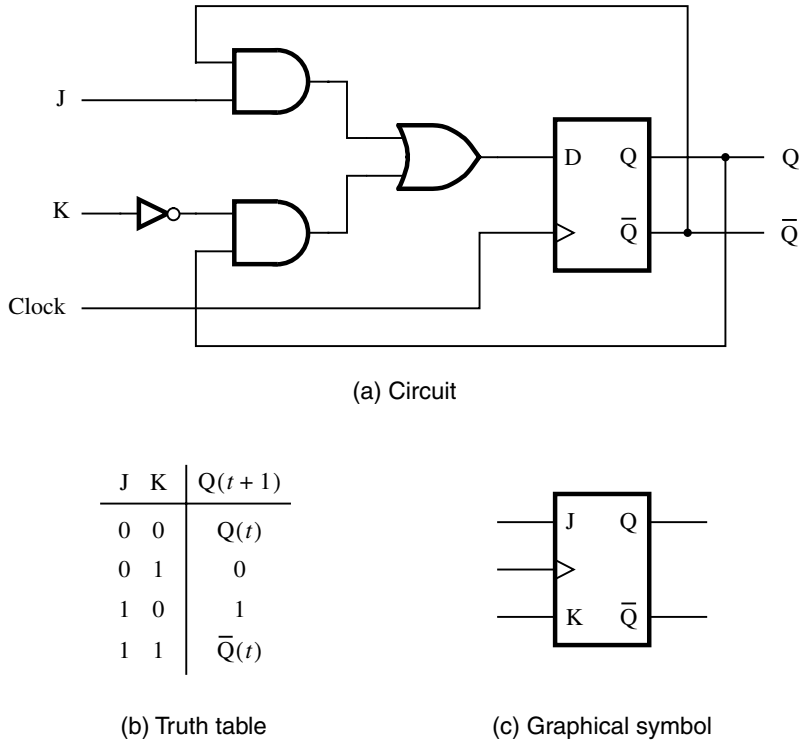 J
D Q Q
K
Q̅ Q̅
Clock
(a) Circuit
J K Q(t + 1)
0 0 Q(t)
0 1 0
1 0 1
1 1 Q̅(t)
J Q
K Q̅
(b) Truth table
(c) Graphical symbol